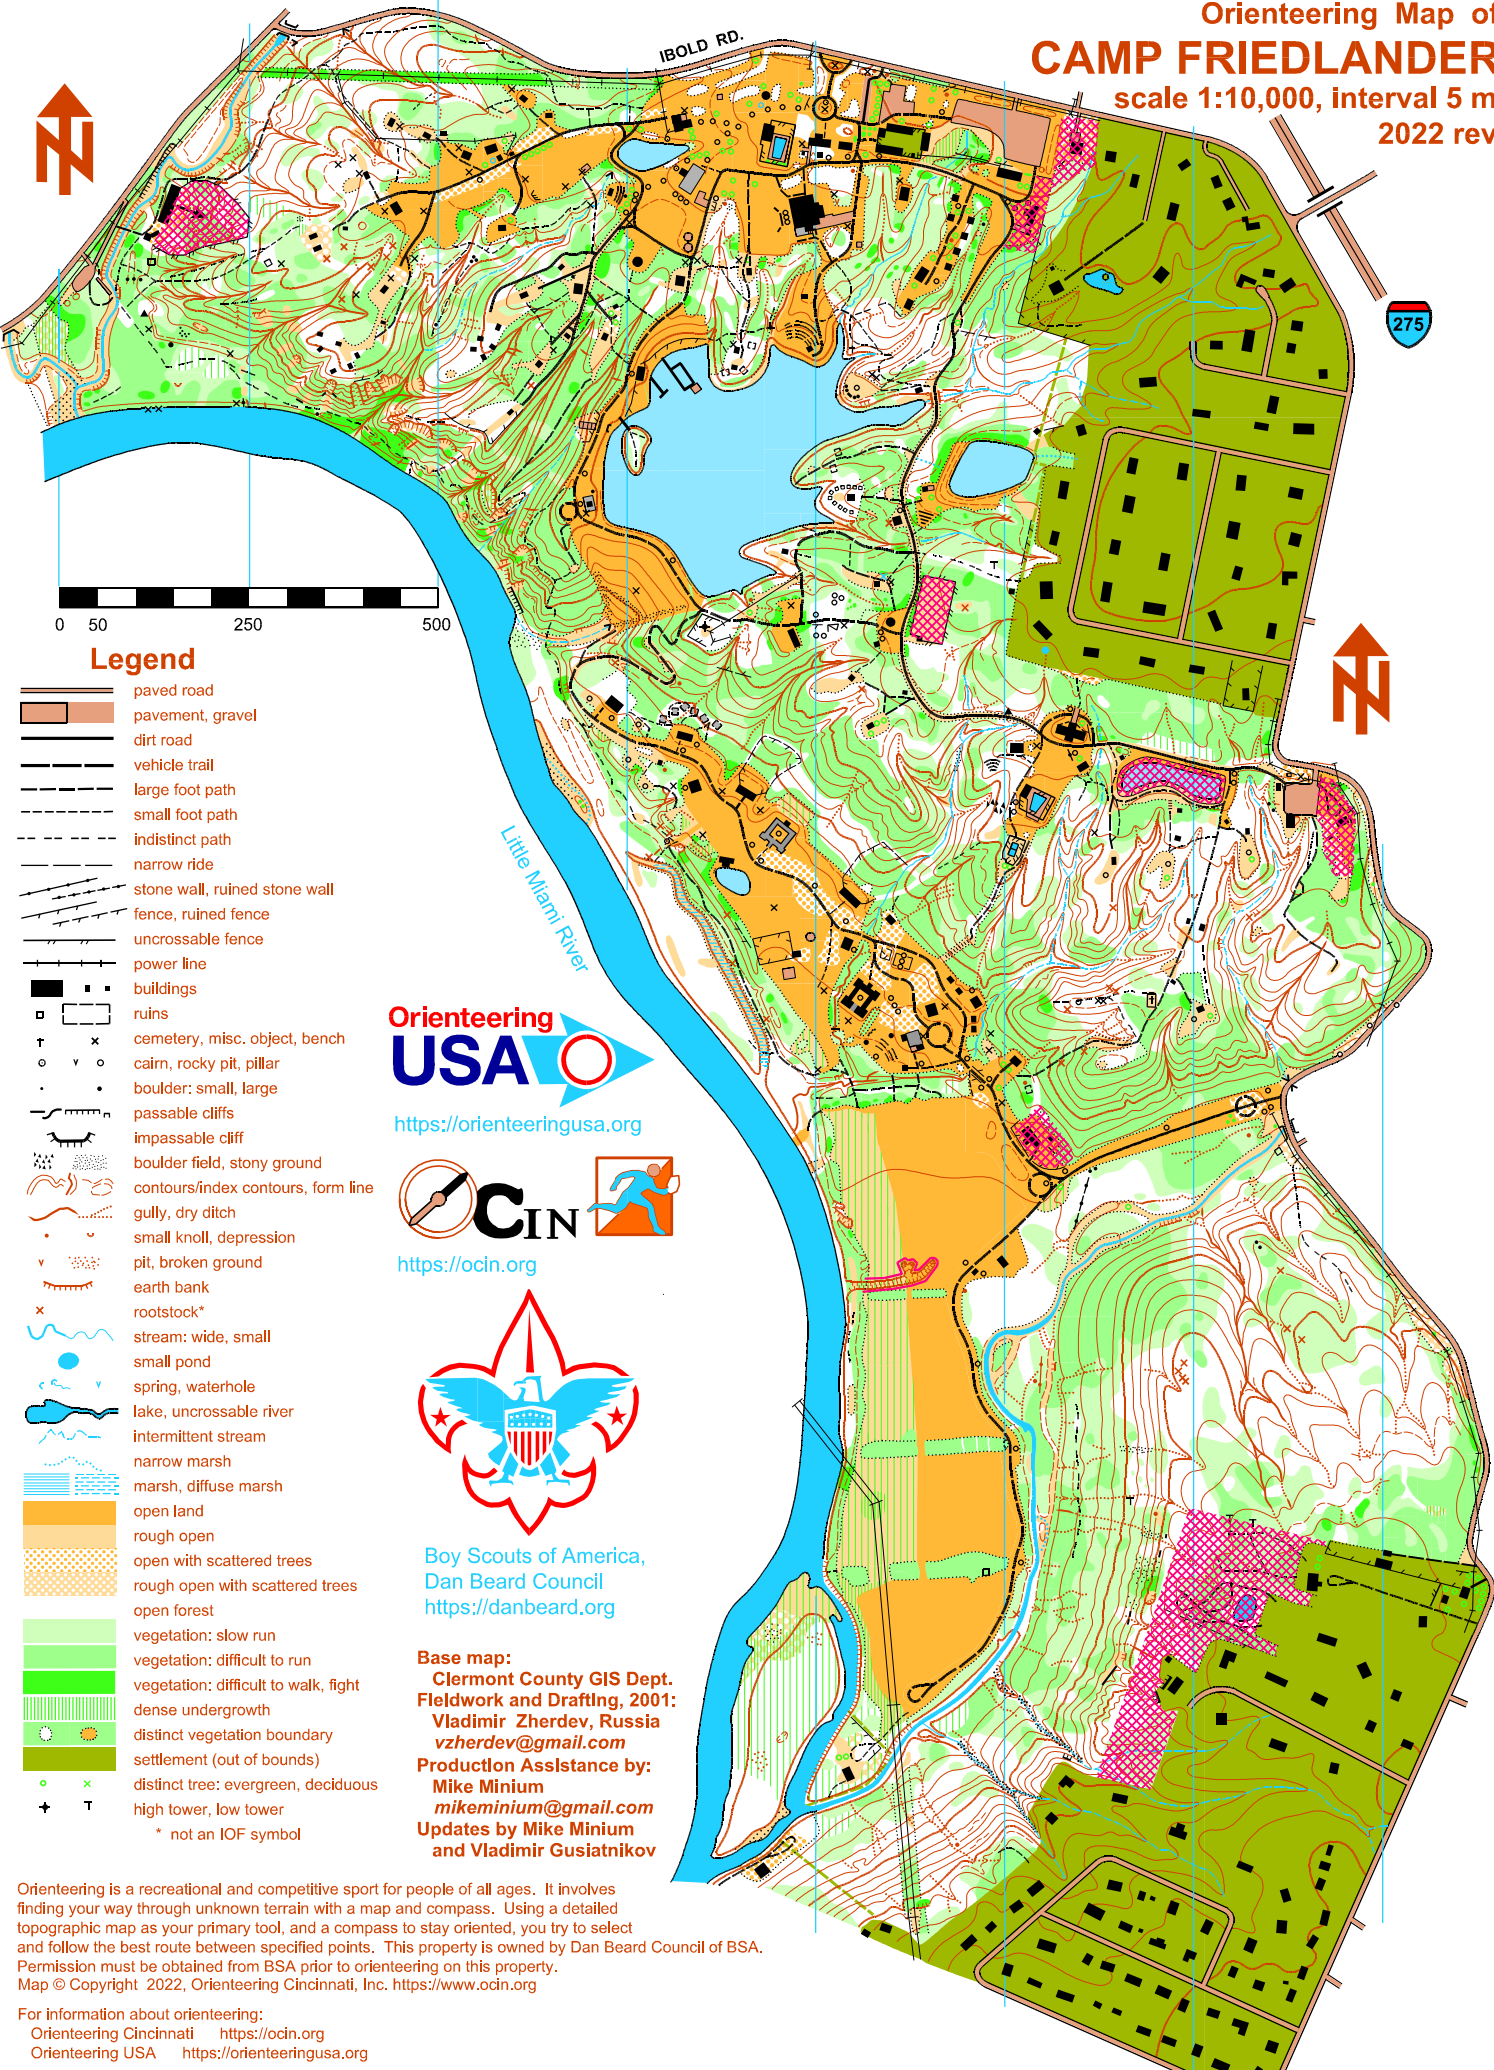 Orienteering Map of
CAMP FRIEDLANDER
scale 1:10,000, interval 5 m
2022 rev
IBOLD RD.
N
275
0 50 250 500
N
Legend
paved road
pavement, gravel
dirt road
vehicle trail
large foot path
small foot path
indistinct path
narrow ride
stone wall, ruined stone wall
fence, ruined fence
uncrossable fence
power line
buildings
ruins
cemetery, misc. object, bench
cairn, rocky pit, pillar
boulder: small, large
passable cliffs
impassable cliff
boulder field, stony ground
contours/index contours, form line
gully, dry ditch
small knoll, depression
pit, broken ground
earth bank
rootstock*
stream: wide, small
small pond
spring, waterhole
lake, uncrossable river
intermittent stream
narrow marsh
marsh, diffuse marsh
open land
rough open
open with scattered trees
rough open with scattered trees
open forest
vegetation: slow run
vegetation: difficult to run
vegetation: difficult to walk, fight
dense undergrowth
distinct vegetation boundary
settlement (out of bounds)
distinct tree: evergreen, deciduous
high tower, low tower
* not an IOF symbol
Little Miami River
Orienteering
USA
https://orienteeringusa.org
OCIN
https://ocin.org
Boy Scouts of America,
Dan Beard Council
https://danbeard.org
Base map:
Clermont County GIS Dept.
Fieldwork and Drafting, 2001:
Vladimir Zherdev, Russia
vzherdev@gmail.com
Production Assistance by:
Mike Minium
mikeminium@gmail.com
Updates by Mike Minium
and Vladimir Gusiatnikov
Orienteering is a recreational and competitive sport for people of all ages. It involves
finding your way through unknown terrain with a map and compass. Using a detailed
topographic map as your primary tool, and a compass to stay oriented, you try to select
and follow the best route between specified points. This property is owned by Dan Beard Council of BSA.
Permission must be obtained from BSA prior to orienteering on this property.
Map © Copyright 2022, Orienteering Cincinnati, Inc. https://www.ocin.org
For information about orienteering:
Orienteering Cincinnati https://ocin.org
Orienteering USA https://orienteeringusa.org